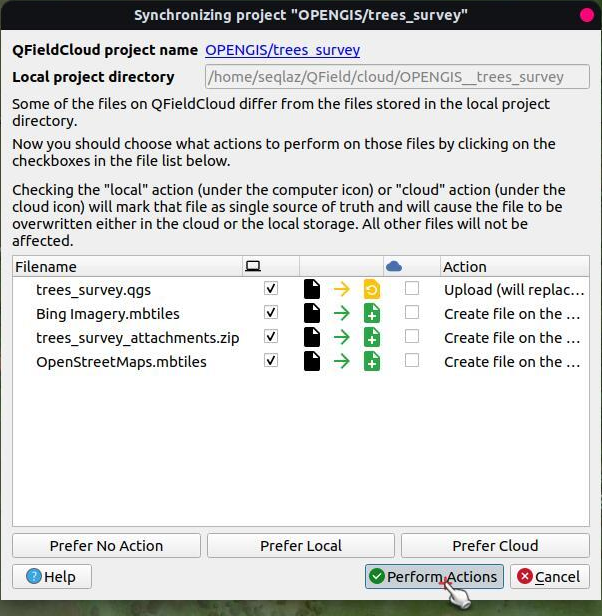 Synchronizing project "OPENGIS/trees_survey"
QFieldCloud project name OPENGIS/trees_survey
Local project directory /home/seqlaz/QField/cloud/OPENGIS__trees_survey
Some of the files on QFieldCloud differ from the files stored in the local project
directory.
Now you should choose what actions to perform on those files by clicking on the
checkboxes in the file list below.
Checking the "local" action (under the computer icon) or "cloud" action (under the
cloud icon) will mark that file as single source of truth and will cause the file to be
overwritten either in the cloud or the local storage. All other files will not be
affected.
Filename Action
trees_survey.qgs Upload (will replac...
Bing Imagery.mbtiles Create file on the ...
trees_survey_attachments.zip Create file on the ...
OpenStreetMaps.mbtiles Create file on the ...
Prefer No Action Prefer Local Prefer Cloud
Help Perform Actions Cancel